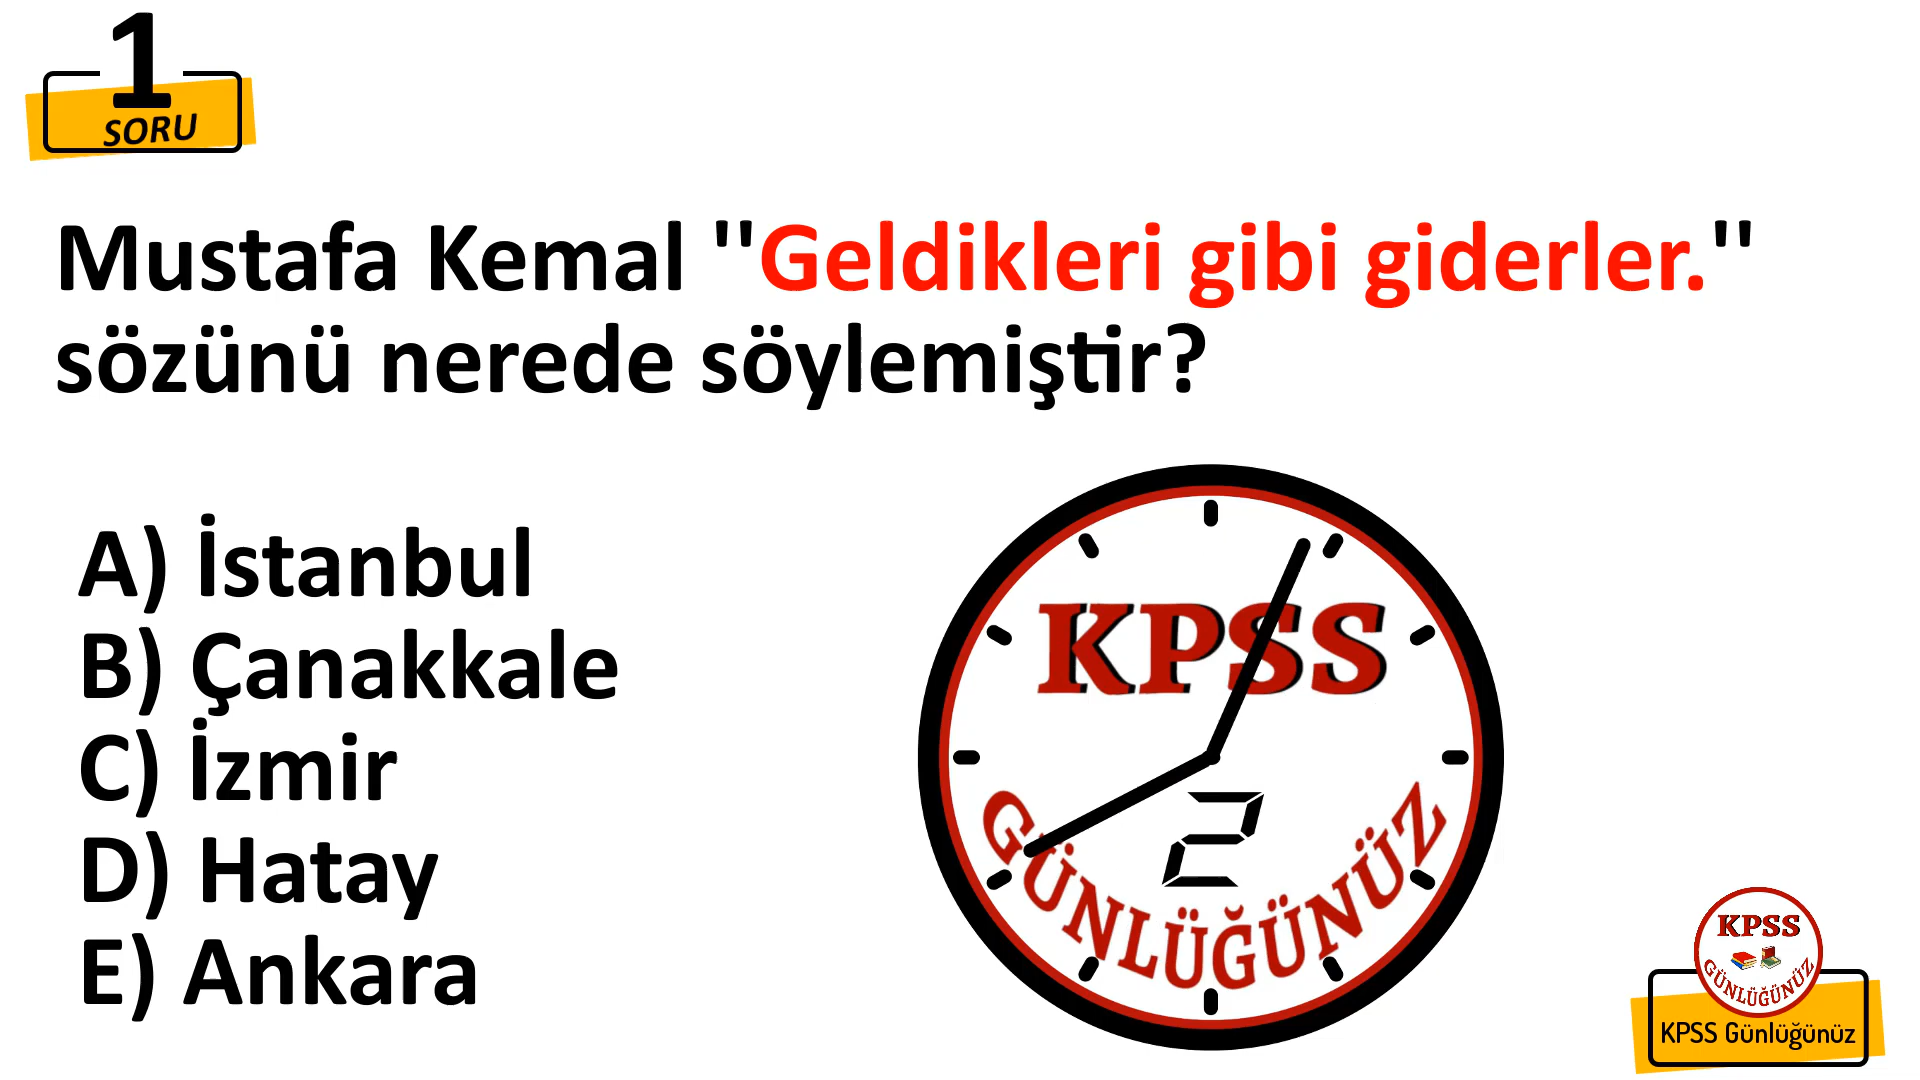 1
SORU
Mustafa Kemal "Geldikleri gibi giderler."
sözünü nerede söylemiştir?
A) İstanbul
B) Çanakkale
C) İzmir
D) Hatay
E) Ankara
KPSS
2
GÜNLÜĞÜNÜZ
KPSS
GÜNLÜĞÜNÜZ
KPSS Günlüğünüz